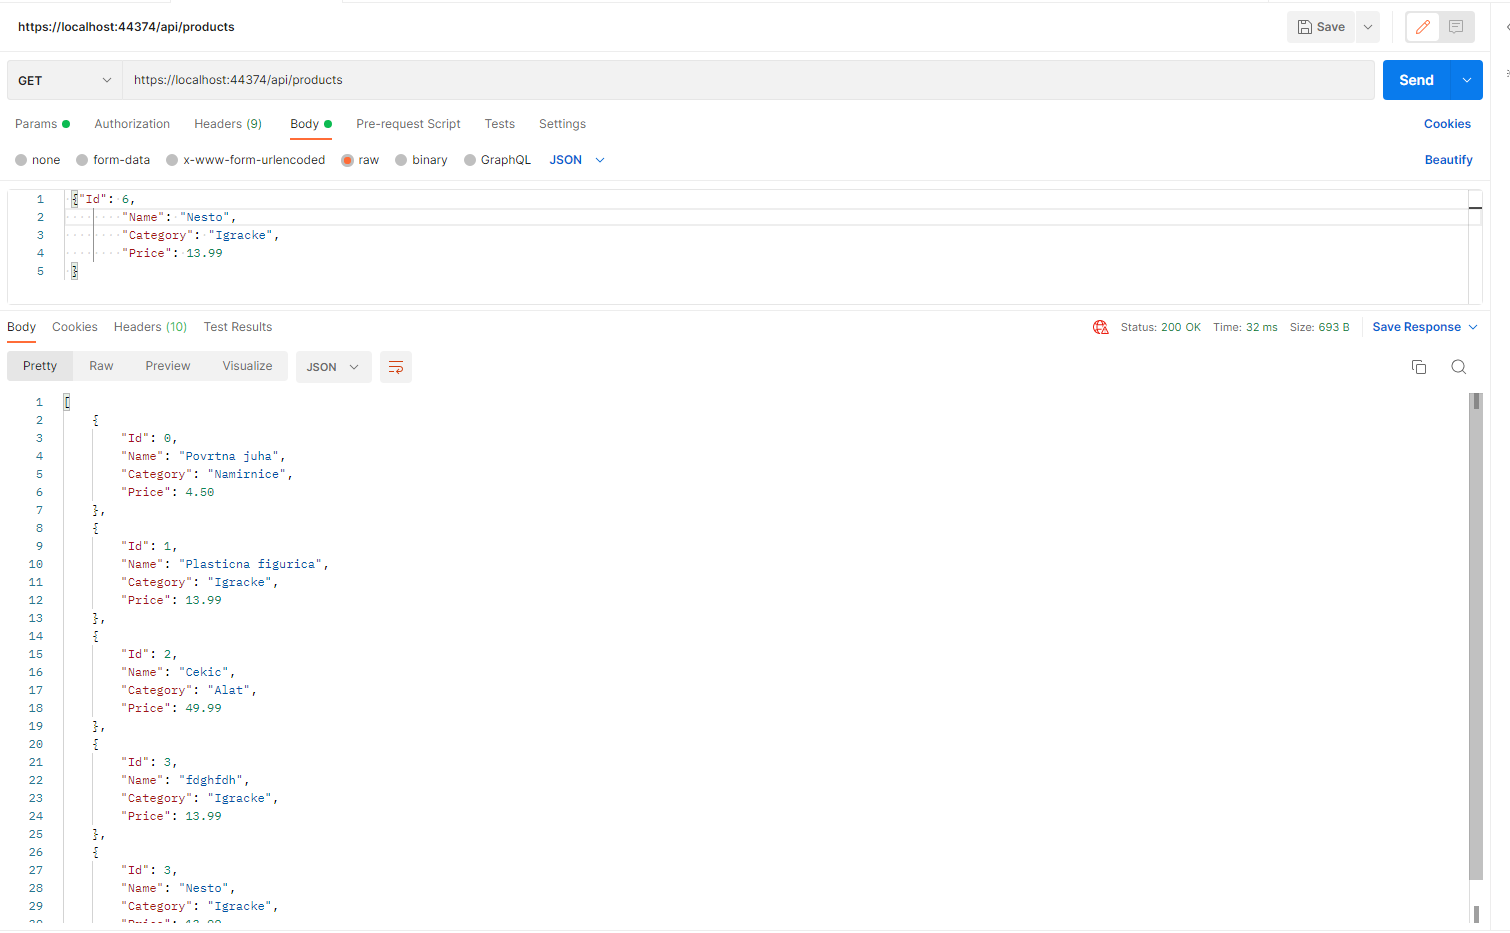 https://localhost:44374/api/products Save
GET https://localhost:44374/api/products Send
Params Authorization Headers (9) Body Pre-request Script Tests Settings Cookies
none form-data x-www-form-urlencoded raw binary GraphQL JSON Beautify
1 {"Id": 6,
2 "Name": "Nesto",
3 "Category": "Igracke",
4 "Price": 13.99
5 }
Body Cookies Headers (10) Test Results Status: 200 OK Time: 32 ms Size: 693 B Save Response
Pretty Raw Preview Visualize JSON
1 [
2 {
3 "Id": 0,
4 "Name": "Povrtna juha",
5 "Category": "Namirnice",
6 "Price": 4.50
7 },
8 {
9 "Id": 1,
10 "Name": "Plasticna figurica",
11 "Category": "Igracke",
12 "Price": 13.99
13 },
14 {
15 "Id": 2,
16 "Name": "Cekic",
17 "Category": "Alat",
18 "Price": 49.99
19 },
20 {
21 "Id": 3,
22 "Name": "fdghfdh",
23 "Category": "Igracke",
24 "Price": 13.99
25 },
26 {
27 "Id": 3,
28 "Name": "Nesto",
29 "Category": "Igracke",